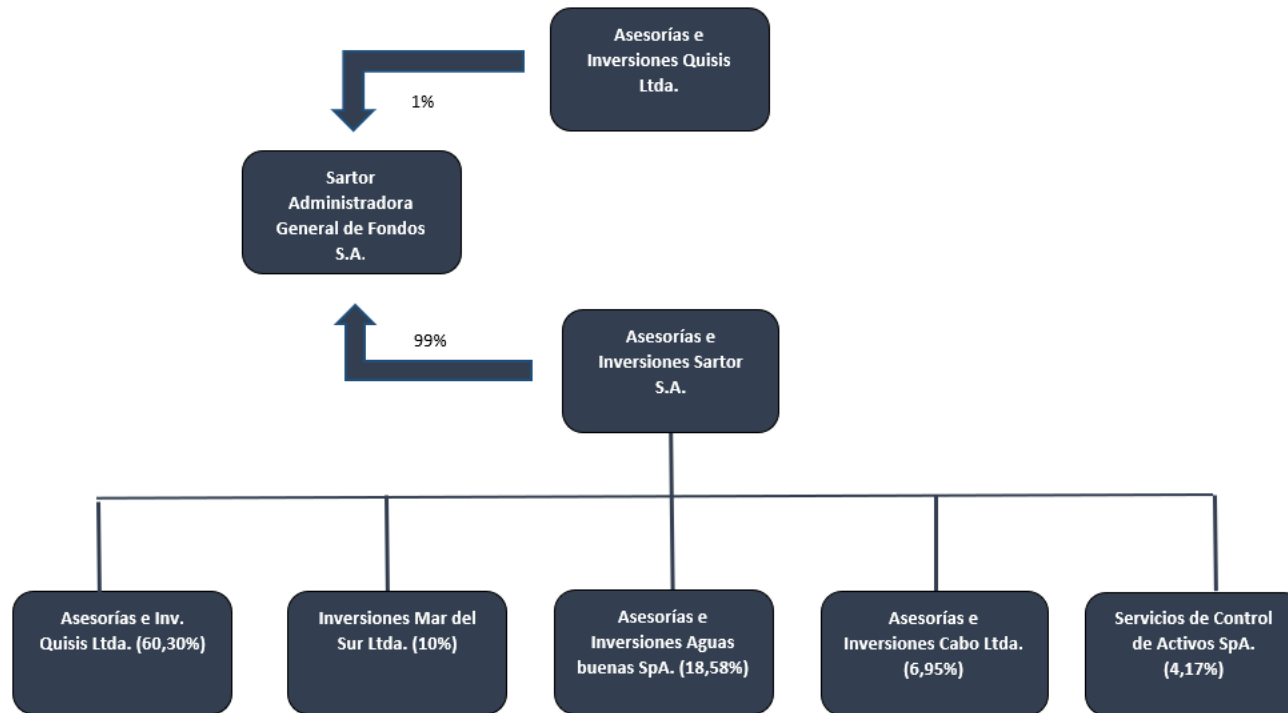 Asesorías e
Inversiones Quisis
Ltda.
1%
Sartor
Administradora
General de Fondos
S.A.
99%
Asesorías e
Inversiones Sartor
S.A.
Asesorías e Inv.
Quisis Ltda. (60,30%)
Inversiones Mar del
Sur Ltda. (10%)
Asesorías e
Inversiones Aguas
buenas SpA. (18,58%)
Asesorías e
Inversiones Cabo Ltda.
(6,95%)
Servicios de Control
de Activos SpA.
(4,17%)